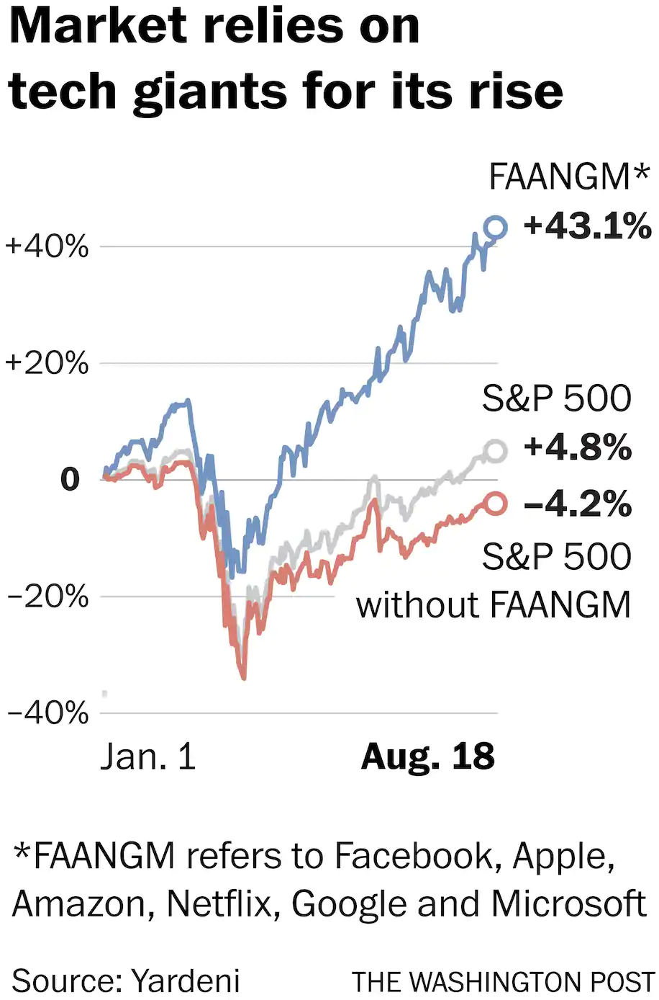 Market relies on
tech giants for its rise
FAANGM*
+43.1%
+40%
+20%
S&P 500
+4.8%
0
–4.2%
S&P 500
without FAANGM
–20%
–40%
Jan. 1
Aug. 18
*FAANGM refers to Facebook, Apple,
Amazon, Netflix, Google and Microsoft
Source: Yardeni
THE WASHINGTON POST